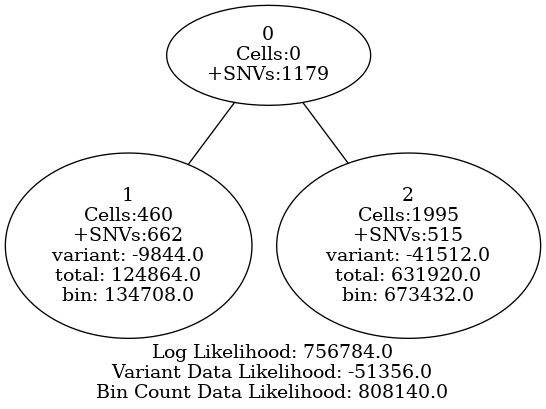 0
Cells:0
+SNVs:1179
1
Cells:460
+SNVs:662
variant: -9844.0
total: 124864.0
bin: 134708.0
2
Cells:1995
+SNVs:515
variant: -41512.0
total: 631920.0
bin: 673432.0
Log Likelihood: 756784.0
Variant Data Likelihood: -51356.0
Bin Count Data Likelihood: 808140.0